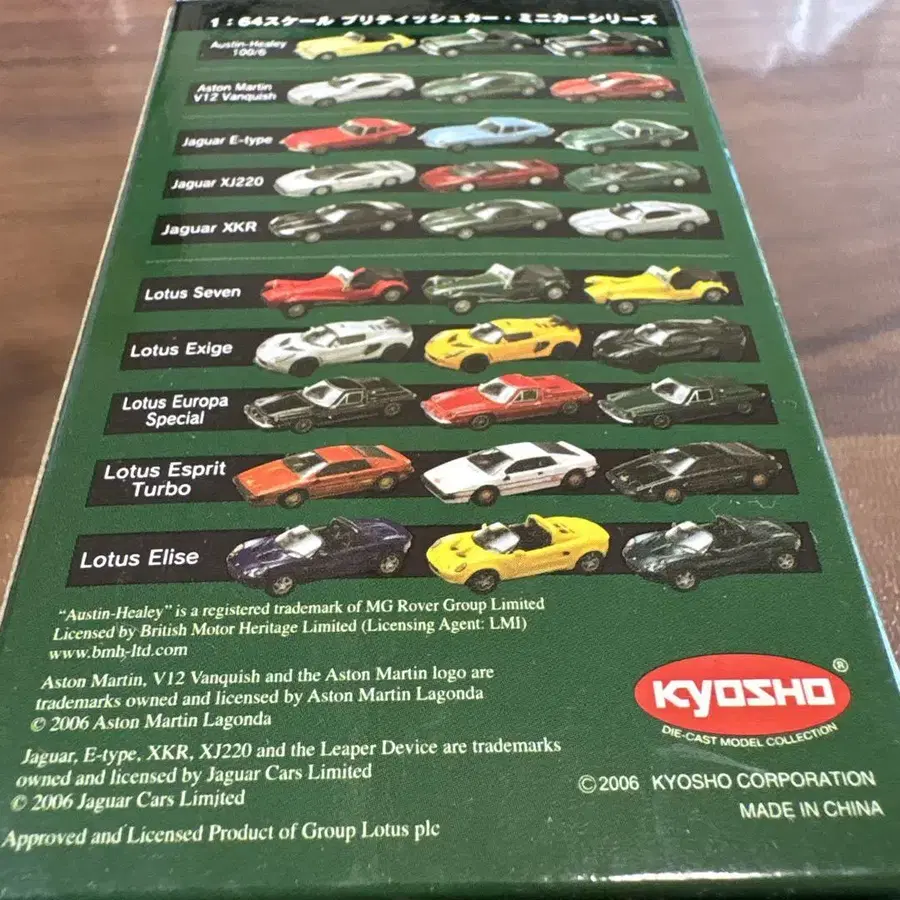 1：64スケール ブリティッシュカー・ミニカーシリーズ
Austin-Healey
100/6
Aston Martin
V12 Vanquish
Jaguar E-type
Jaguar XJ220
Jaguar XKR
Lotus Seven
Lotus Exige
Lotus Europa
Special
Lotus Esprit
Turbo
Lotus Elise
"Austin-Healey" is a registered trademark of MG Rover Group Limited
Licensed by British Motor Heritage Limited (Licensing Agent: LMI)
www.bmh-ltd.com
Aston Martin, V12 Vanquish and the Aston Martin logo are
trademarks owned and licensed by Aston Martin Lagonda
© 2006 Aston Martin Lagonda
Jaguar, E-type, XKR, XJ220 and the Leaper Device are trademarks
owned and licensed by Jaguar Cars Limited
© 2006 Jaguar Cars Limited
Approved and Licensed Product of Group Lotus plc
KYOSHO®
DIE-CAST MODEL COLLECTION
©2006 KYOSHO CORPORATION
MADE IN CHINA